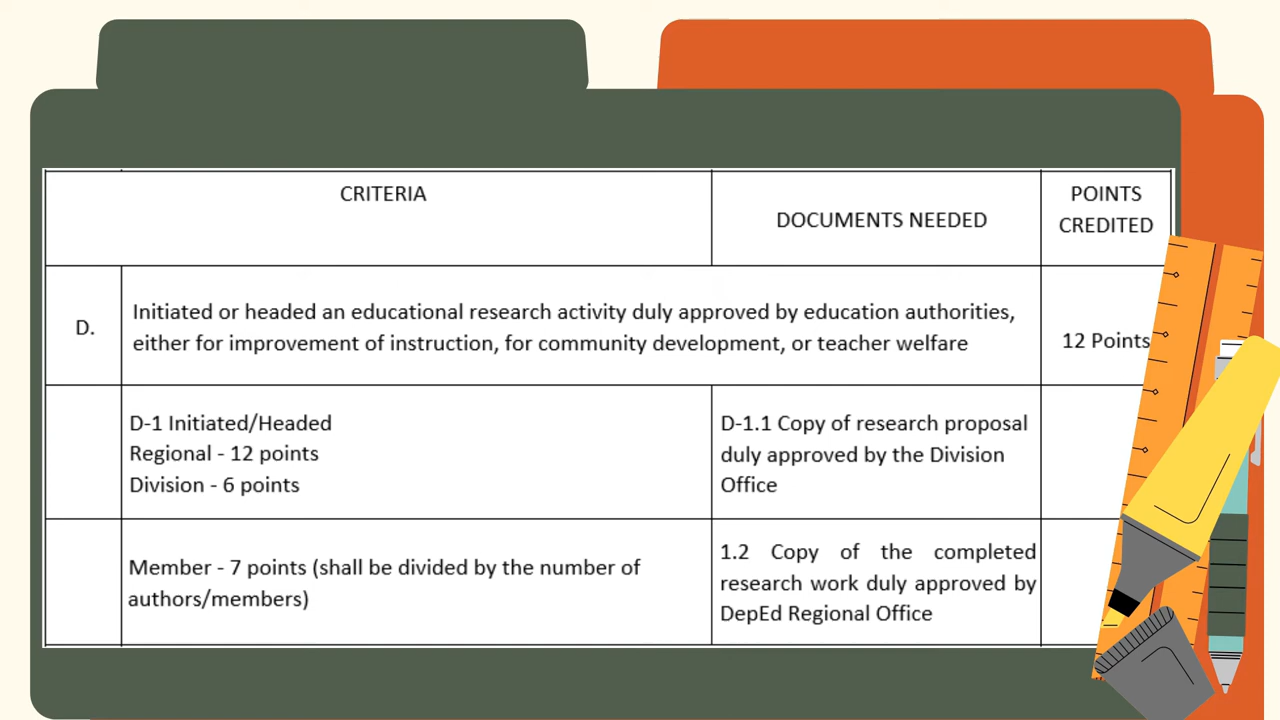 CRITERIA
DOCUMENTS NEEDED
POINTS
CREDITED
D.
Initiated or headed an educational research activity duly approved by education authorities,
either for improvement of instruction, for community development, or teacher welfare
12 Points
D-1 Initiated/Headed
Regional - 12 points
Division - 6 points
D-1.1 Copy of research proposal
duly approved by the Division
Office
Member - 7 points (shall be divided by the number of
authors/members)
1.2 Copy of the completed
research work duly approved by
DepEd Regional Office